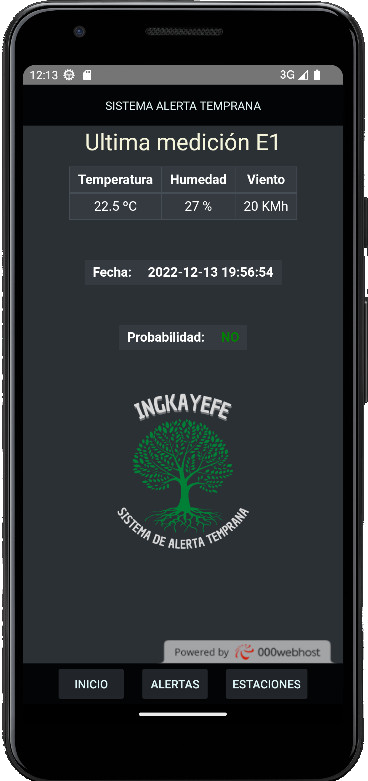 12:13 3G
SISTEMA ALERTA TEMPRANA
Ultima medición E1
Temperatura Humedad Viento
22.5 ºC 27 % 20 KMh
Fecha: 2022-12-13 19:56:54
Probabilidad: NO
INGKAYEFE
SISTEMA DE ALERTA TEMPRANA
Powered by 000webhost
INICIO ALERTAS ESTACIONES